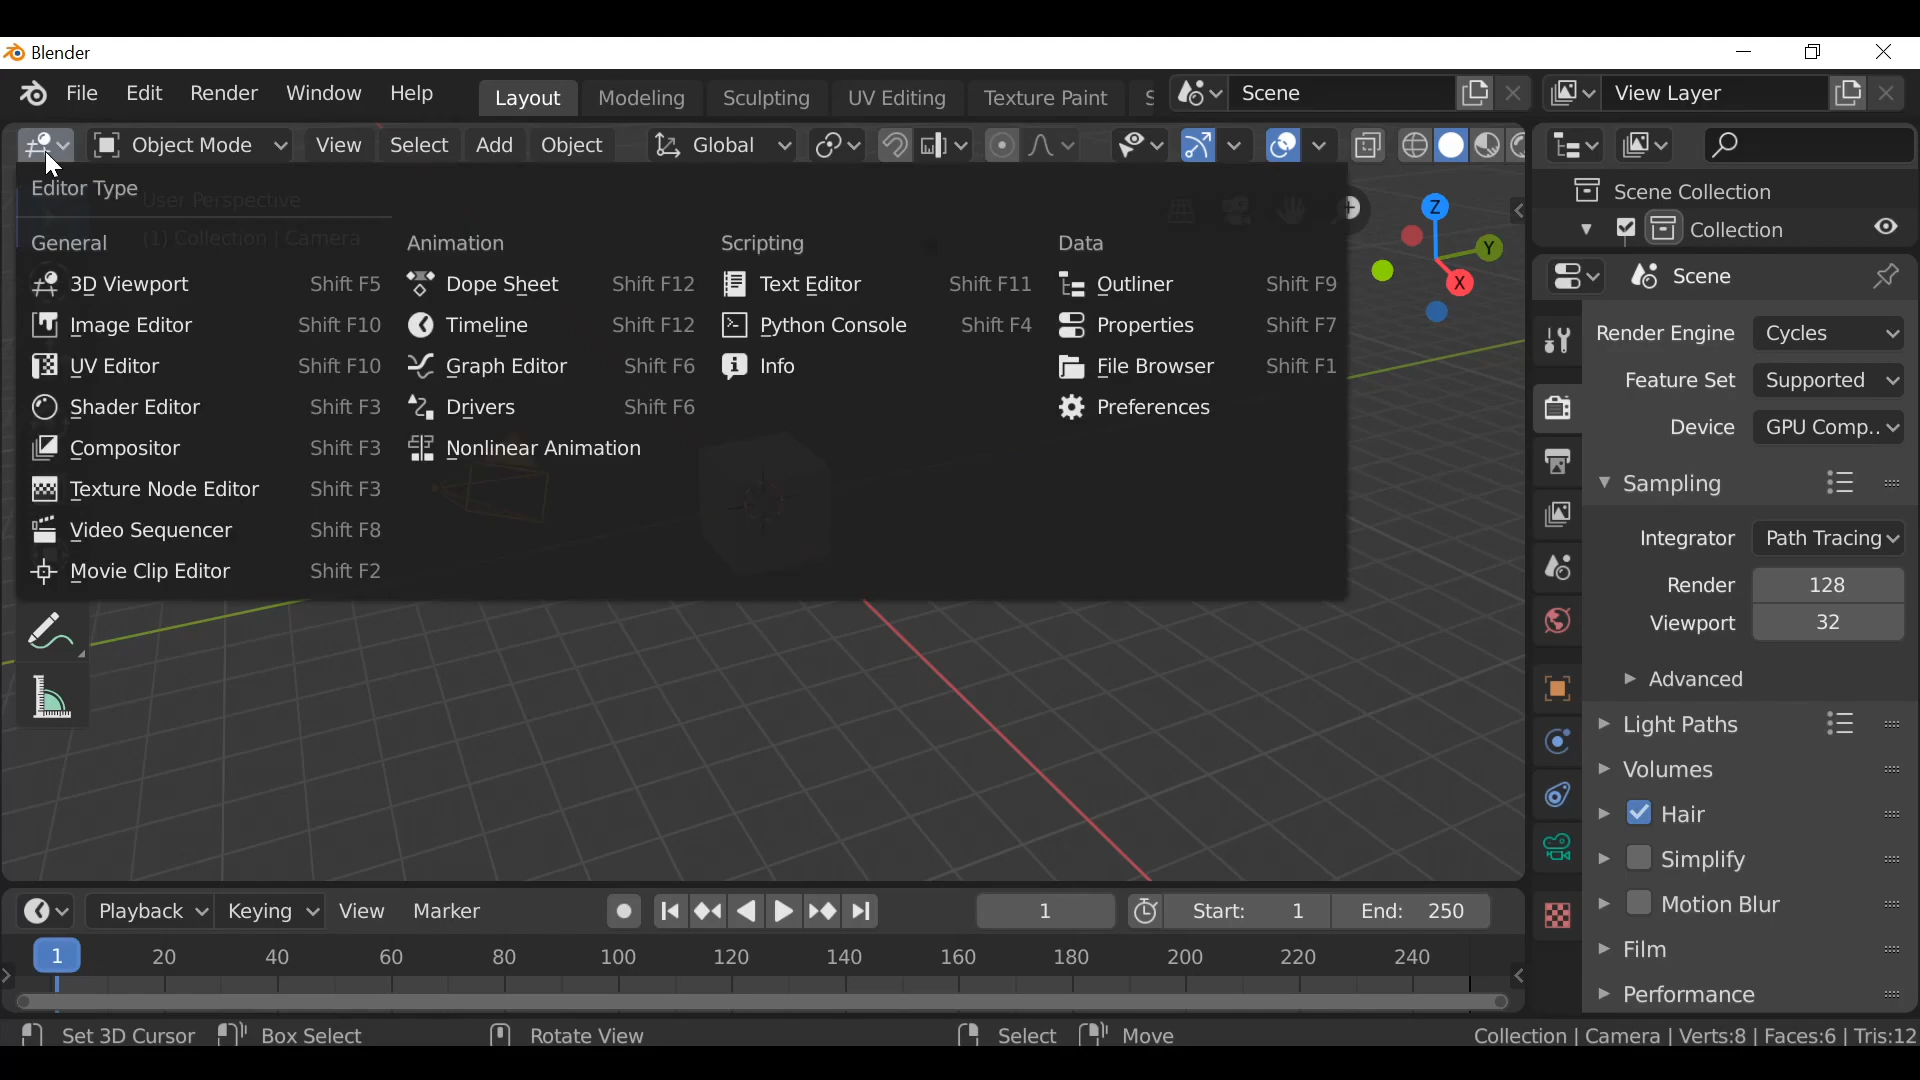 Blender
File Edit Render Window Help Layout Modeling Sculpting UV Editing Texture Paint S Scene View Layer
Object Mode View Select Add Object Global
Editor Type
User Perspective
(1) Collection | Camera
General
3D Viewport Shift F5
Image Editor Shift F10
UV Editor Shift F10
Shader Editor Shift F3
Compositor Shift F3
Texture Node Editor Shift F3
Video Sequencer Shift F8
Movie Clip Editor Shift F2
Animation
Dope Sheet Shift F12
Timeline Shift F12
Graph Editor Shift F6
Drivers Shift F6
Nonlinear Animation
Scripting
Text Editor Shift F11
Python Console Shift F4
Info
Data
Outliner Shift F9
Properties Shift F7
File Browser Shift F1
Preferences
Z
Y
X
Scene Collection
Collection
Scene
Render Engine Cycles
Feature Set Supported
Device GPU Comp..
Sampling
Integrator Path Tracing
Render 128
Viewport 32
Advanced
Light Paths
Volumes
Hair
Simplify
Motion Blur
Film
Performance
Playback Keying View Marker 1 Start: 1 End: 250
1 20 40 60 80 100 120 140 160 180 200 220 240
Set 3D Cursor Box Select Rotate View Select Move Collection | Camera | Verts:8 | Faces:6 | Tris:12